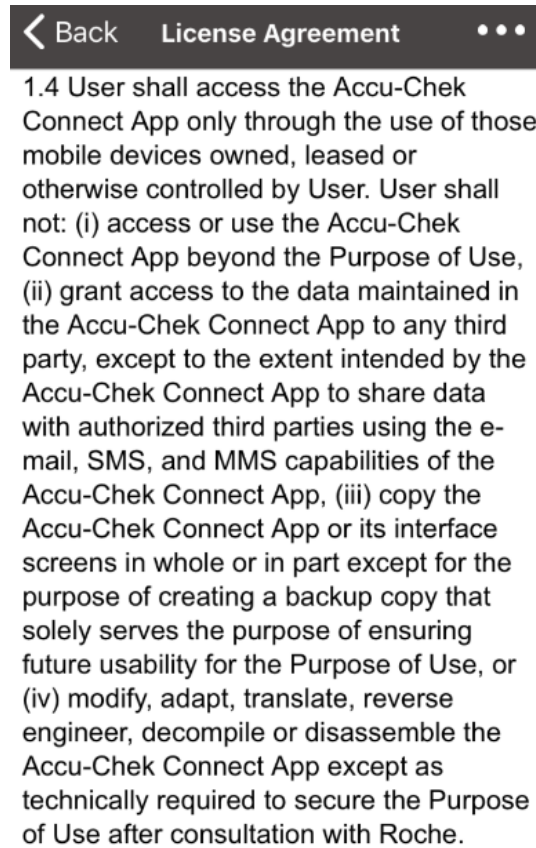 Back License Agreement
1.4 User shall access the Accu-Chek
Connect App only through the use of those
mobile devices owned, leased or
otherwise controlled by User. User shall
not: (i) access or use the Accu-Chek
Connect App beyond the Purpose of Use,
(ii) grant access to the data maintained in
the Accu-Chek Connect App to any third
party, except to the extent intended by the
Accu-Chek Connect App to share data
with authorized third parties using the e-
mail, SMS, and MMS capabilities of the
Accu-Chek Connect App, (iii) copy the
Accu-Chek Connect App or its interface
screens in whole or in part except for the
purpose of creating a backup copy that
solely serves the purpose of ensuring
future usability for the Purpose of Use, or
(iv) modify, adapt, translate, reverse
engineer, decompile or disassemble the
Accu-Chek Connect App except as
technically required to secure the Purpose
of Use after consultation with Roche.